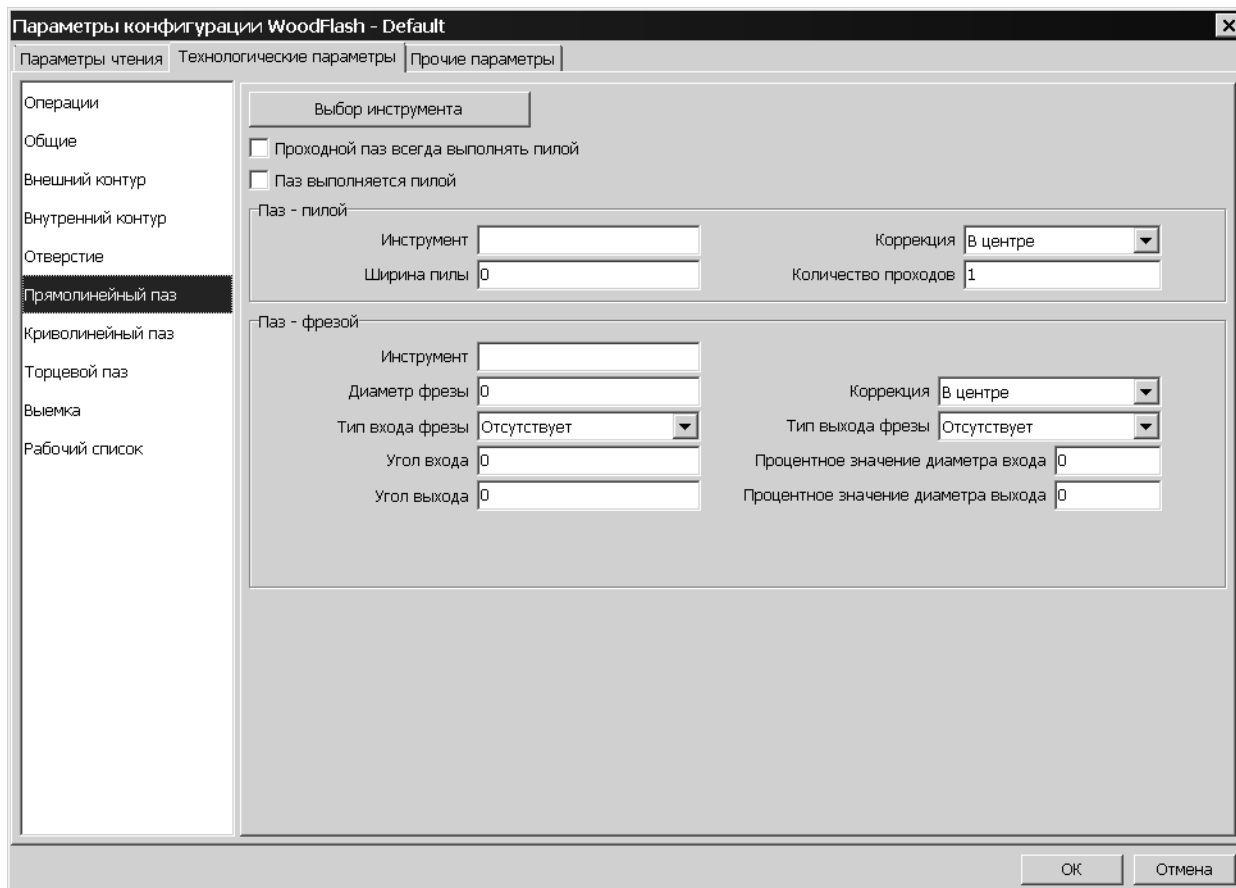 Параметры конфигурации WoodFlash - Default
Параметры чтения Технологические параметры Прочие параметры
Операции
Общие
Внешний контур
Внутренний контур
Отверстие
Прямолинейный паз
Криволинейный паз
Торцевой паз
Выемка
Рабочий список
Выбор инструмента
Проходной паз всегда выполнять пилой
Паз выполняется пилой
Паз - пилой
Инструмент Коррекция В центре
Ширина пилы 0 Количество проходов 1
Паз - фрезой
Инструмент
Диаметр фрезы 0 Коррекция В центре
Тип входа фрезы Отсутствует Тип выхода фрезы Отсутствует
Угол входа 0 Процентное значение диаметра входа 0
Угол выхода 0 Процентное значение диаметра выхода 0
ОК Отмена